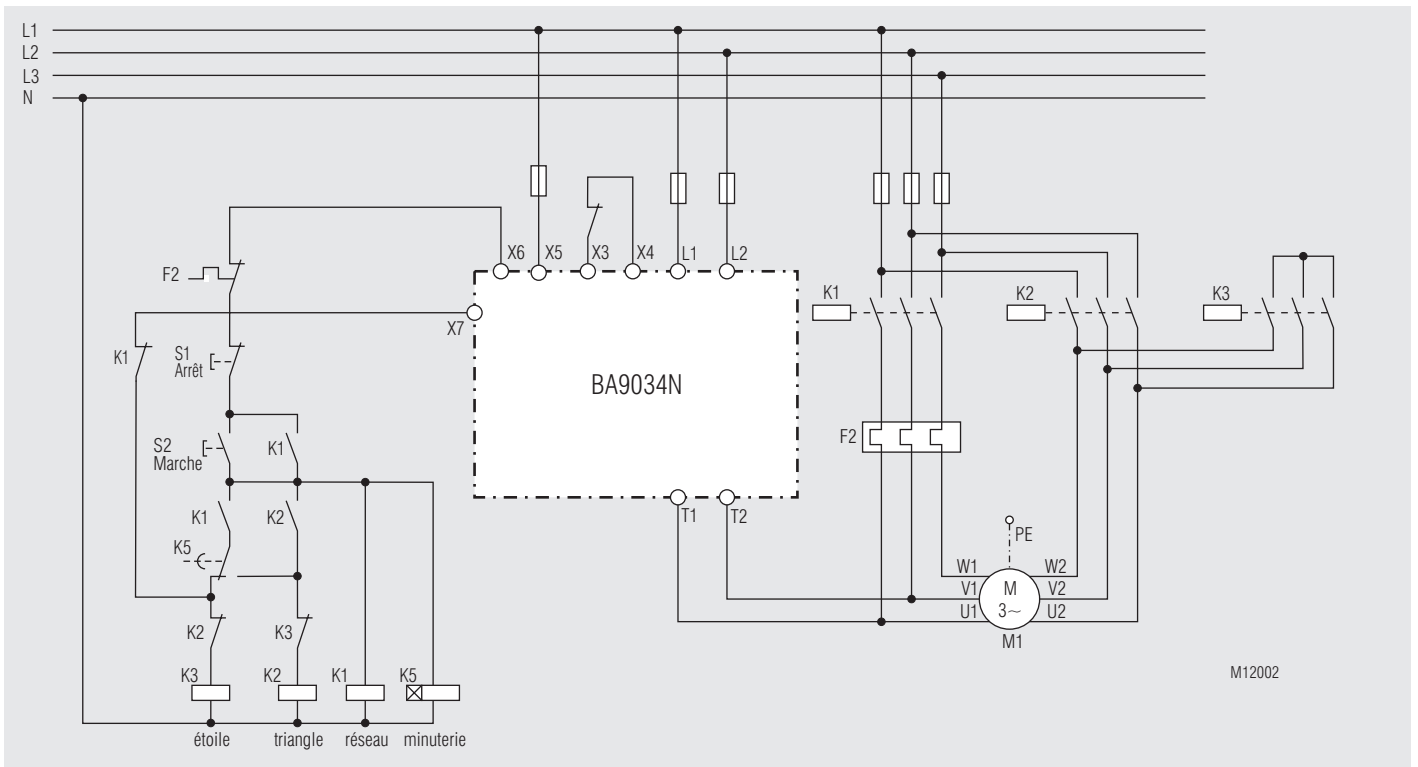 L1
L2
L3
N
X6 X5 X3 X4 L1 L2
F2
X7
K1 K2 K3
K1
S1
Arrêt
BA9034N
S2
Marche
K1
F2
K1 K2
T1 T2
K5
PE
W1 W2
V1 M V2
U1 3~ U2
M1
K2 K3
K3 K2 K1 K5
M12002
étoile triangle réseau minuterie